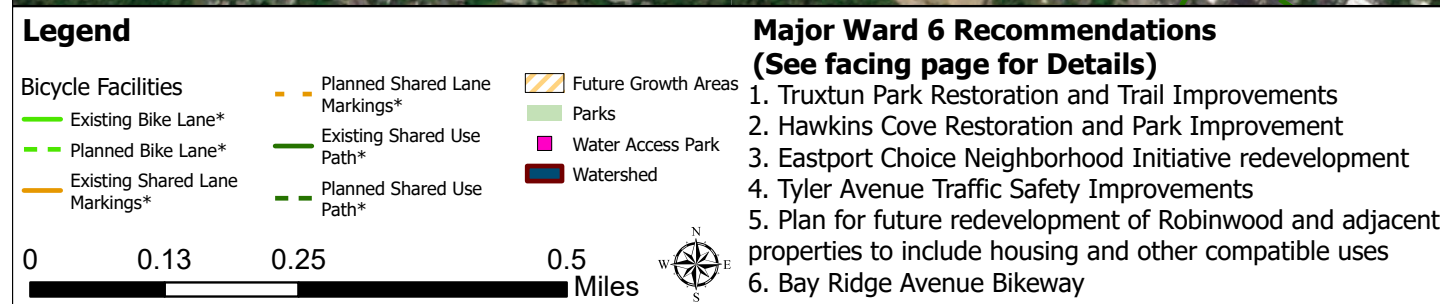 Legend
Bicycle Facilities
Existing Bike Lane*
Planned Bike Lane*
Existing Shared Lane
Markings*
Planned Shared Lane
Markings*
Existing Shared Use
Path*
Planned Shared Use
Path*
Future Growth Areas
Parks
Water Access Park
Watershed
0 0.13 0.25 0.5
Miles
N
W E
S
Major Ward 6 Recommendations
(See facing page for Details)
1. Truxtun Park Restoration and Trail Improvements
2. Hawkins Cove Restoration and Park Improvement
3. Eastport Choice Neighborhood Initiative redevelopment
4. Tyler Avenue Traffic Safety Improvements
5. Plan for future redevelopment of Robinwood and adjacent
properties to include housing and other compatible uses
6. Bay Ridge Avenue Bikeway